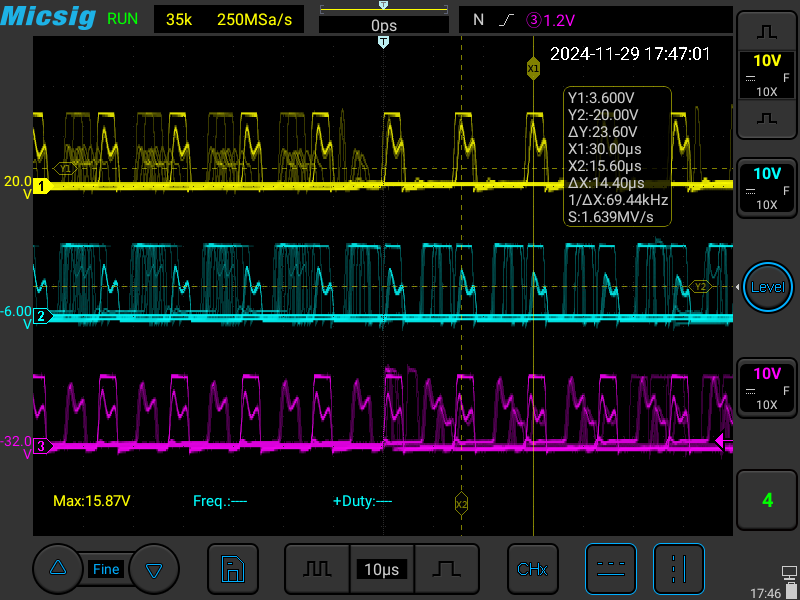 Micsig RUN 35k 250MSa/s 0ps N ③ 1.2V
T
2024-11-29 17:47:01
X1
10V
F
10X
Y1:3.600V
Y2:-20.00V
ΔY:23.60V
X1:30.00μs
X2:15.60μs
ΔX:14.40μs
1/ΔX:69.44kHz
S:1.639MV/s
Y1
20.0
V
1
10V
F
10X
Y2
Level
-6.00
V
2
10V
F
10X
-32.0
V
3
Max:15.87V Freq.:---- +Duty:----
X2
4
Fine 10μs CHx
17:46